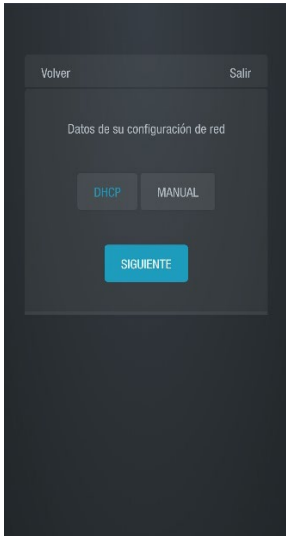 Volver Salir
Datos de su configuración de red
DHCP MANUAL
SIGUIENTE